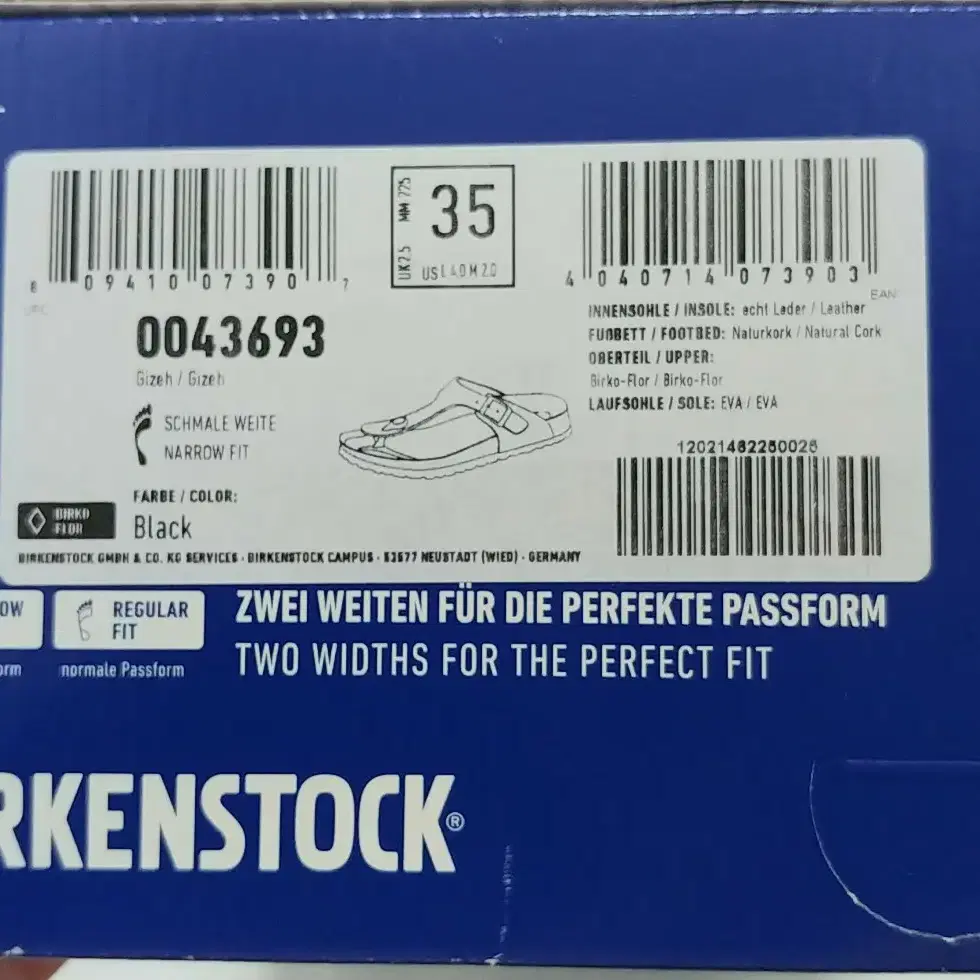 8 09410 07390 7
UPC
MM 225
UK 2.5
35
US L 4.0 M 2.0
4 040714 073903
EAN
0043693
Gizeh / Gizeh
SCHMALE WEITE
NARROW FIT
FARBE / COLOR:
Black
BIRKO
FLOR
INNENSOHLE / INSOLE: echt Leder / Leather
FUßBETT / FOOTBED: Naturkork / Natural Cork
OBERTEIL / UPPER:
Birko-Flor / Birko-Flor
LAUFSOHLE / SOLE: EVA / EVA
BIRKENSTOCK GMBH & CO. KG SERVICES · BIRKENSTOCK CAMPUS · 53577 NEUSTADT (WIED) · GERMANY
OW
orm
REGULAR
FIT
normale Passform
ZWEI WEITEN FÜR DIE PERFEKTE PASSFORM
TWO WIDTHS FOR THE PERFECT FIT
RKENSTOCK®